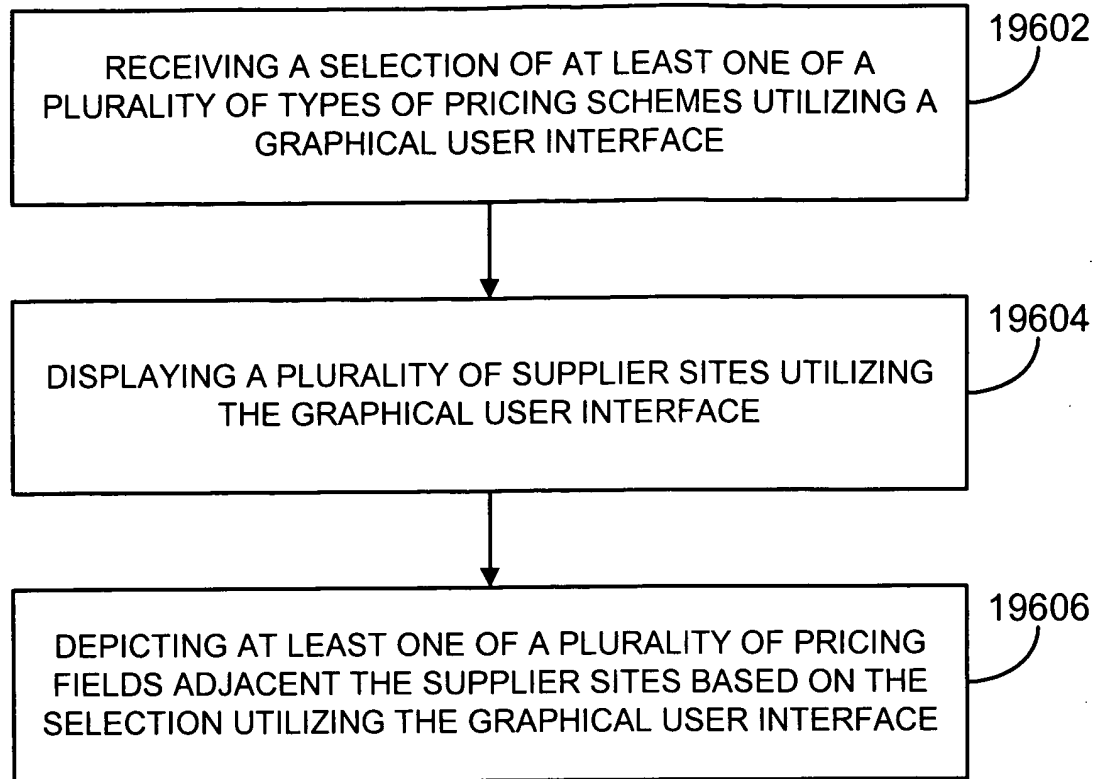 19602
RECEIVING A SELECTION OF AT LEAST ONE OF A
PLURALITY OF TYPES OF PRICING SCHEMES UTILIZING A
GRAPHICAL USER INTERFACE
19604
DISPLAYING A PLURALITY OF SUPPLIER SITES UTILIZING
THE GRAPHICAL USER INTERFACE
19606
DEPICTING AT LEAST ONE OF A PLURALITY OF PRICING
FIELDS ADJACENT THE SUPPLIER SITES BASED ON THE
SELECTION UTILIZING THE GRAPHICAL USER INTERFACE